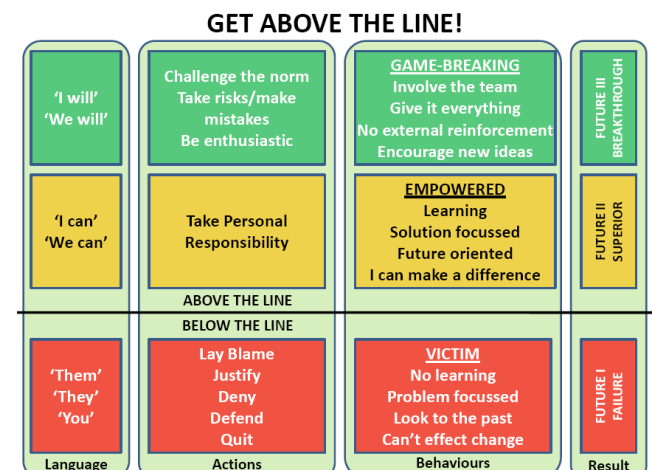 GET ABOVE THE LINE!
‘I will’
‘We will’
Challenge the norm
Take risks/make
mistakes
Be enthusiastic
GAME-BREAKING
Involve the team
Give it everything
No external reinforcement
Encourage new ideas
FUTURE III
BREAKTHROUGH
‘I can’
‘We can’
Take Personal
Responsibility
EMPOWERED
Learning
Solution focussed
Future oriented
I can make a difference
FUTURE II
SUPERIOR
ABOVE THE LINE
BELOW THE LINE
‘Them’
‘They’
‘You’
Lay Blame
Justify
Deny
Defend
Quit
VICTIM
No learning
Problem focussed
Look to the past
Can’t effect change
FUTURE I
FAILURE
Language
Actions
Behaviours
Result